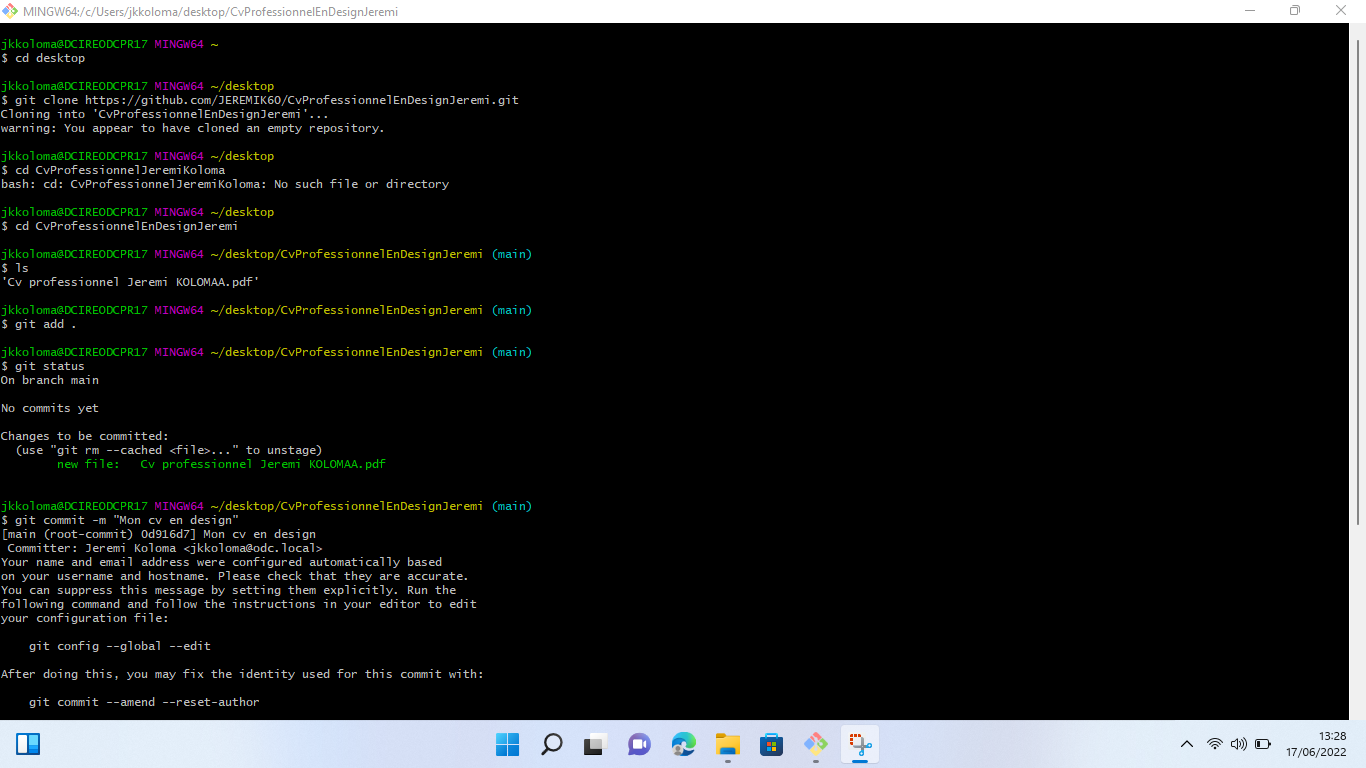 MINGW64:/c/Users/jkkoloma/desktop/CvProfessionnelEnDesignJeremi
jkkoloma@DCIREODCPR17 MINGW64 ~
$ cd desktop
jkkoloma@DCIREODCPR17 MINGW64 ~/desktop
$ git clone https://github.com/JEREMIK6O/CvProfessionnelEnDesignJeremi.git
Cloning into 'CvProfessionnelEnDesignJeremi'...
warning: You appear to have cloned an empty repository.
jkkoloma@DCIREODCPR17 MINGW64 ~/desktop
$ cd CvProfessionnelJeremiKoloma
bash: cd: CvProfessionnelJeremiKoloma: No such file or directory
jkkoloma@DCIREODCPR17 MINGW64 ~/desktop
$ cd CvProfessionnelEnDesignJeremi
jkkoloma@DCIREODCPR17 MINGW64 ~/desktop/CvProfessionnelEnDesignJeremi (main)
$ ls
'Cv professionnel Jeremi KOLOMAA.pdf'
jkkoloma@DCIREODCPR17 MINGW64 ~/desktop/CvProfessionnelEnDesignJeremi (main)
$ git add .
jkkoloma@DCIREODCPR17 MINGW64 ~/desktop/CvProfessionnelEnDesignJeremi (main)
$ git status
On branch main
No commits yet
Changes to be committed:
(use "git rm --cached <file>..." to unstage)
new file:   Cv professionnel Jeremi KOLOMAA.pdf
jkkoloma@DCIREODCPR17 MINGW64 ~/desktop/CvProfessionnelEnDesignJeremi (main)
$ git commit -m "Mon cv en design"
[main (root-commit) 0d916d7] Mon cv en design
Committer: Jeremi Koloma <jkkoloma@odc.local>
Your name and email address were configured automatically based
on your username and hostname. Please check that they are accurate.
You can suppress this message by setting them explicitly. Run the
following command and follow the instructions in your editor to edit
your configuration file:
git config --global --edit
After doing this, you may fix the identity used for this commit with:
git commit --amend --reset-author
13:28
17/06/2022